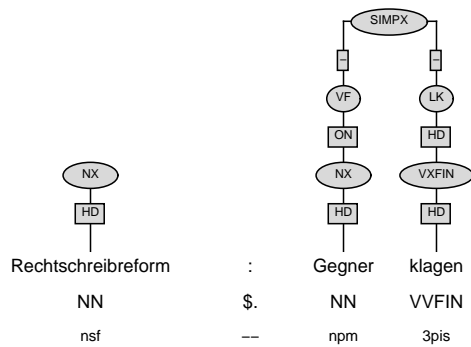 SIMPX
– –
VF LK
ON HD
NX NX VXFIN
HD HD HD
Rechtschreibreform : Gegner klagen
NN $. NN VVFIN
nsf –– npm 3pis